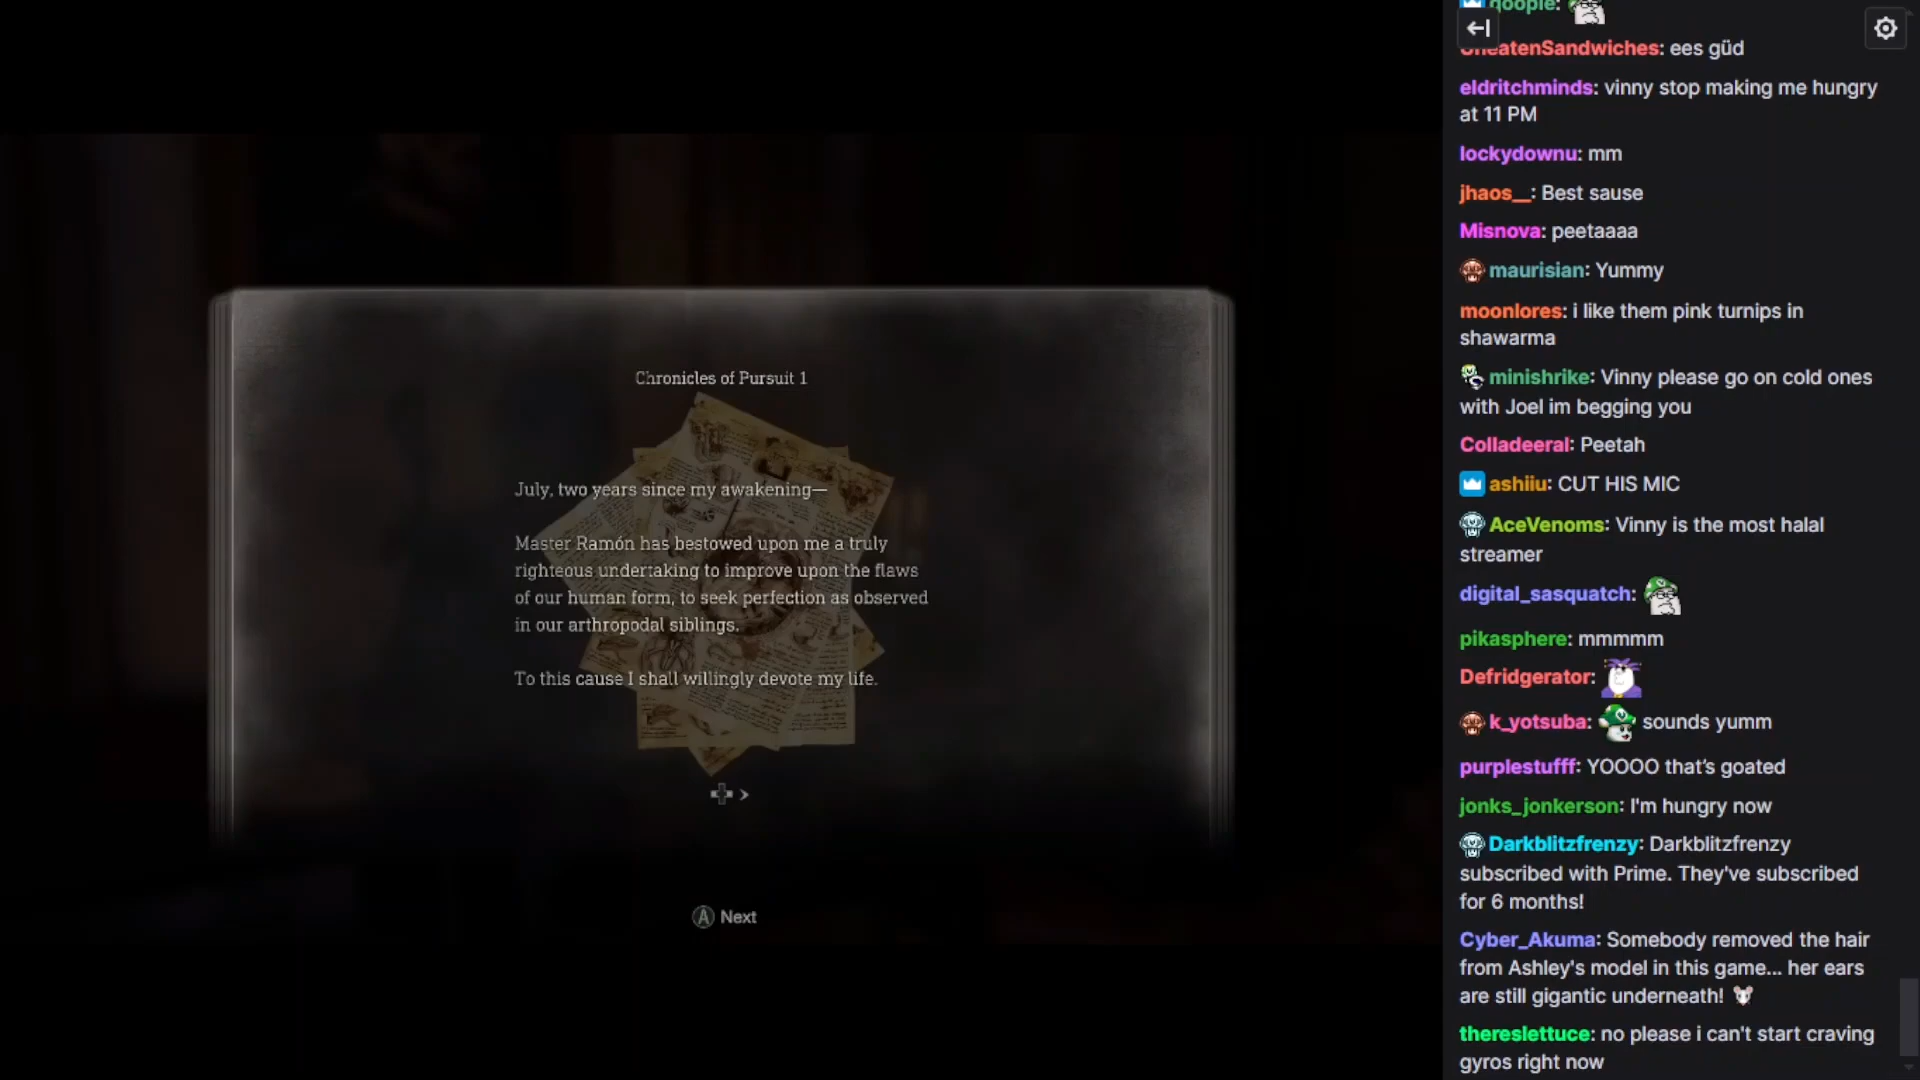 Chronicles of Pursuit 1
July, two years since my awakening—
Master Ramón has bestowed upon me a truly
righteous undertaking to improve upon the flaws
of our human form, to seek perfection as observed
in our arthropodal siblings.
To this cause I shall willingly devote my life.
A Next
qoopie:
UneatenSandwiches: ees güd
eldritchminds: vinny stop making me hungry
at 11 PM
lockydownu: mm
jhaos__: Best sause
Misnova: peetaaaa
maurisian: Yummy
moonlores: i like them pink turnips in
shawarma
minishrike: Vinny please go on cold ones
with Joel im begging you
Colladeeral: Peetah
ashiiu: CUT HIS MIC
AceVenoms: Vinny is the most halal
streamer
digital_sasquatch:
pikasphere: mmmmm
Defridgerator:
k_yotsuba: sounds yumm
purplestufff: YOOOO that's goated
jonks_jonkerson: I'm hungry now
Darkblitzfrenzy: Darkblitzfrenzy
subscribed with Prime. They've subscribed
for 6 months!
Cyber_Akuma: Somebody removed the hair
from Ashley's model in this game... her ears
are still gigantic underneath!
thereslettuce: no please i can't start craving
gyros right now